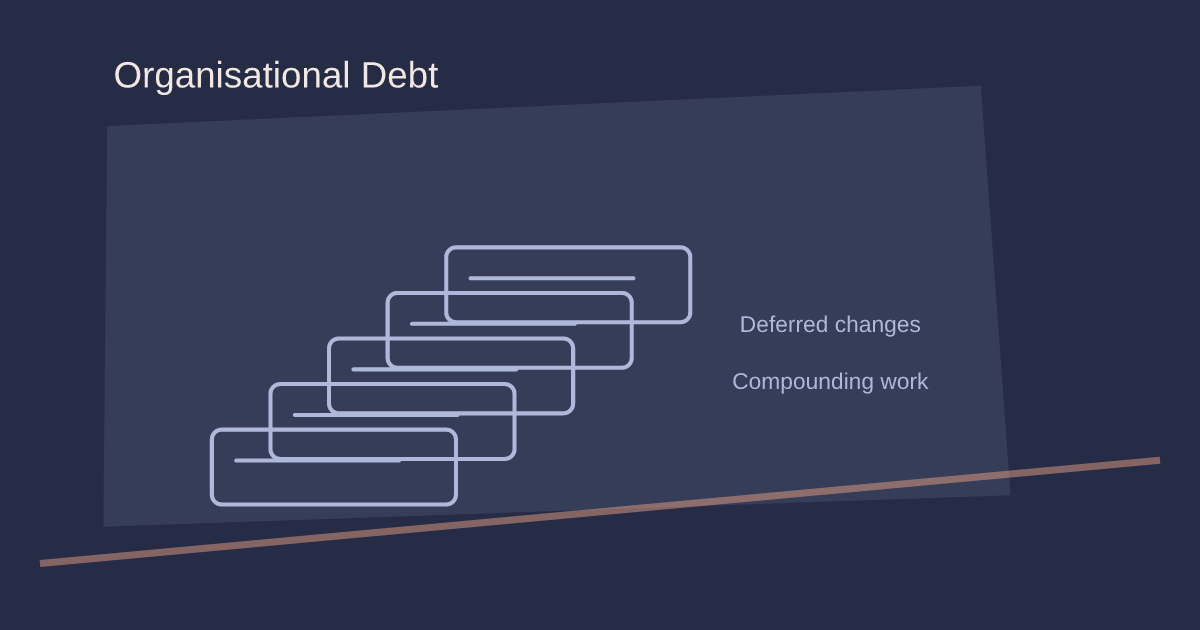 Organisational Debt
Deferred changes
Compounding work